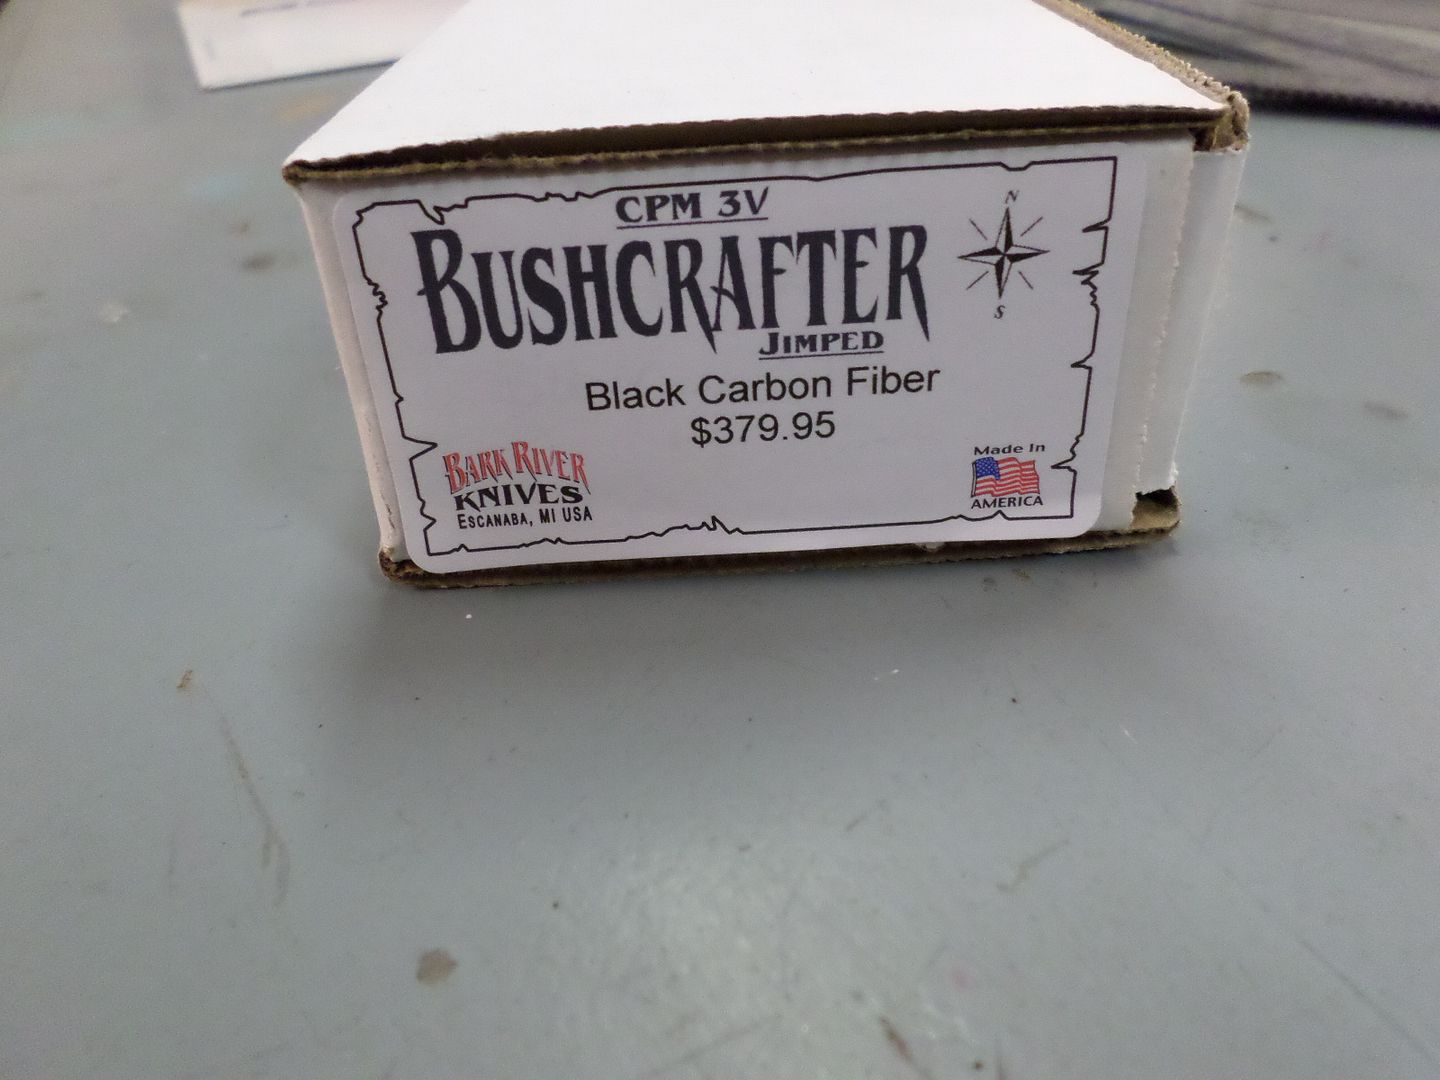 CPM 3V
BUSHCRAFTER
JIMPED
Black Carbon Fiber
$379.95
N
S
BARK RIVER
KNIVES
ESCANABA, MI USA
Made In
AMERICA